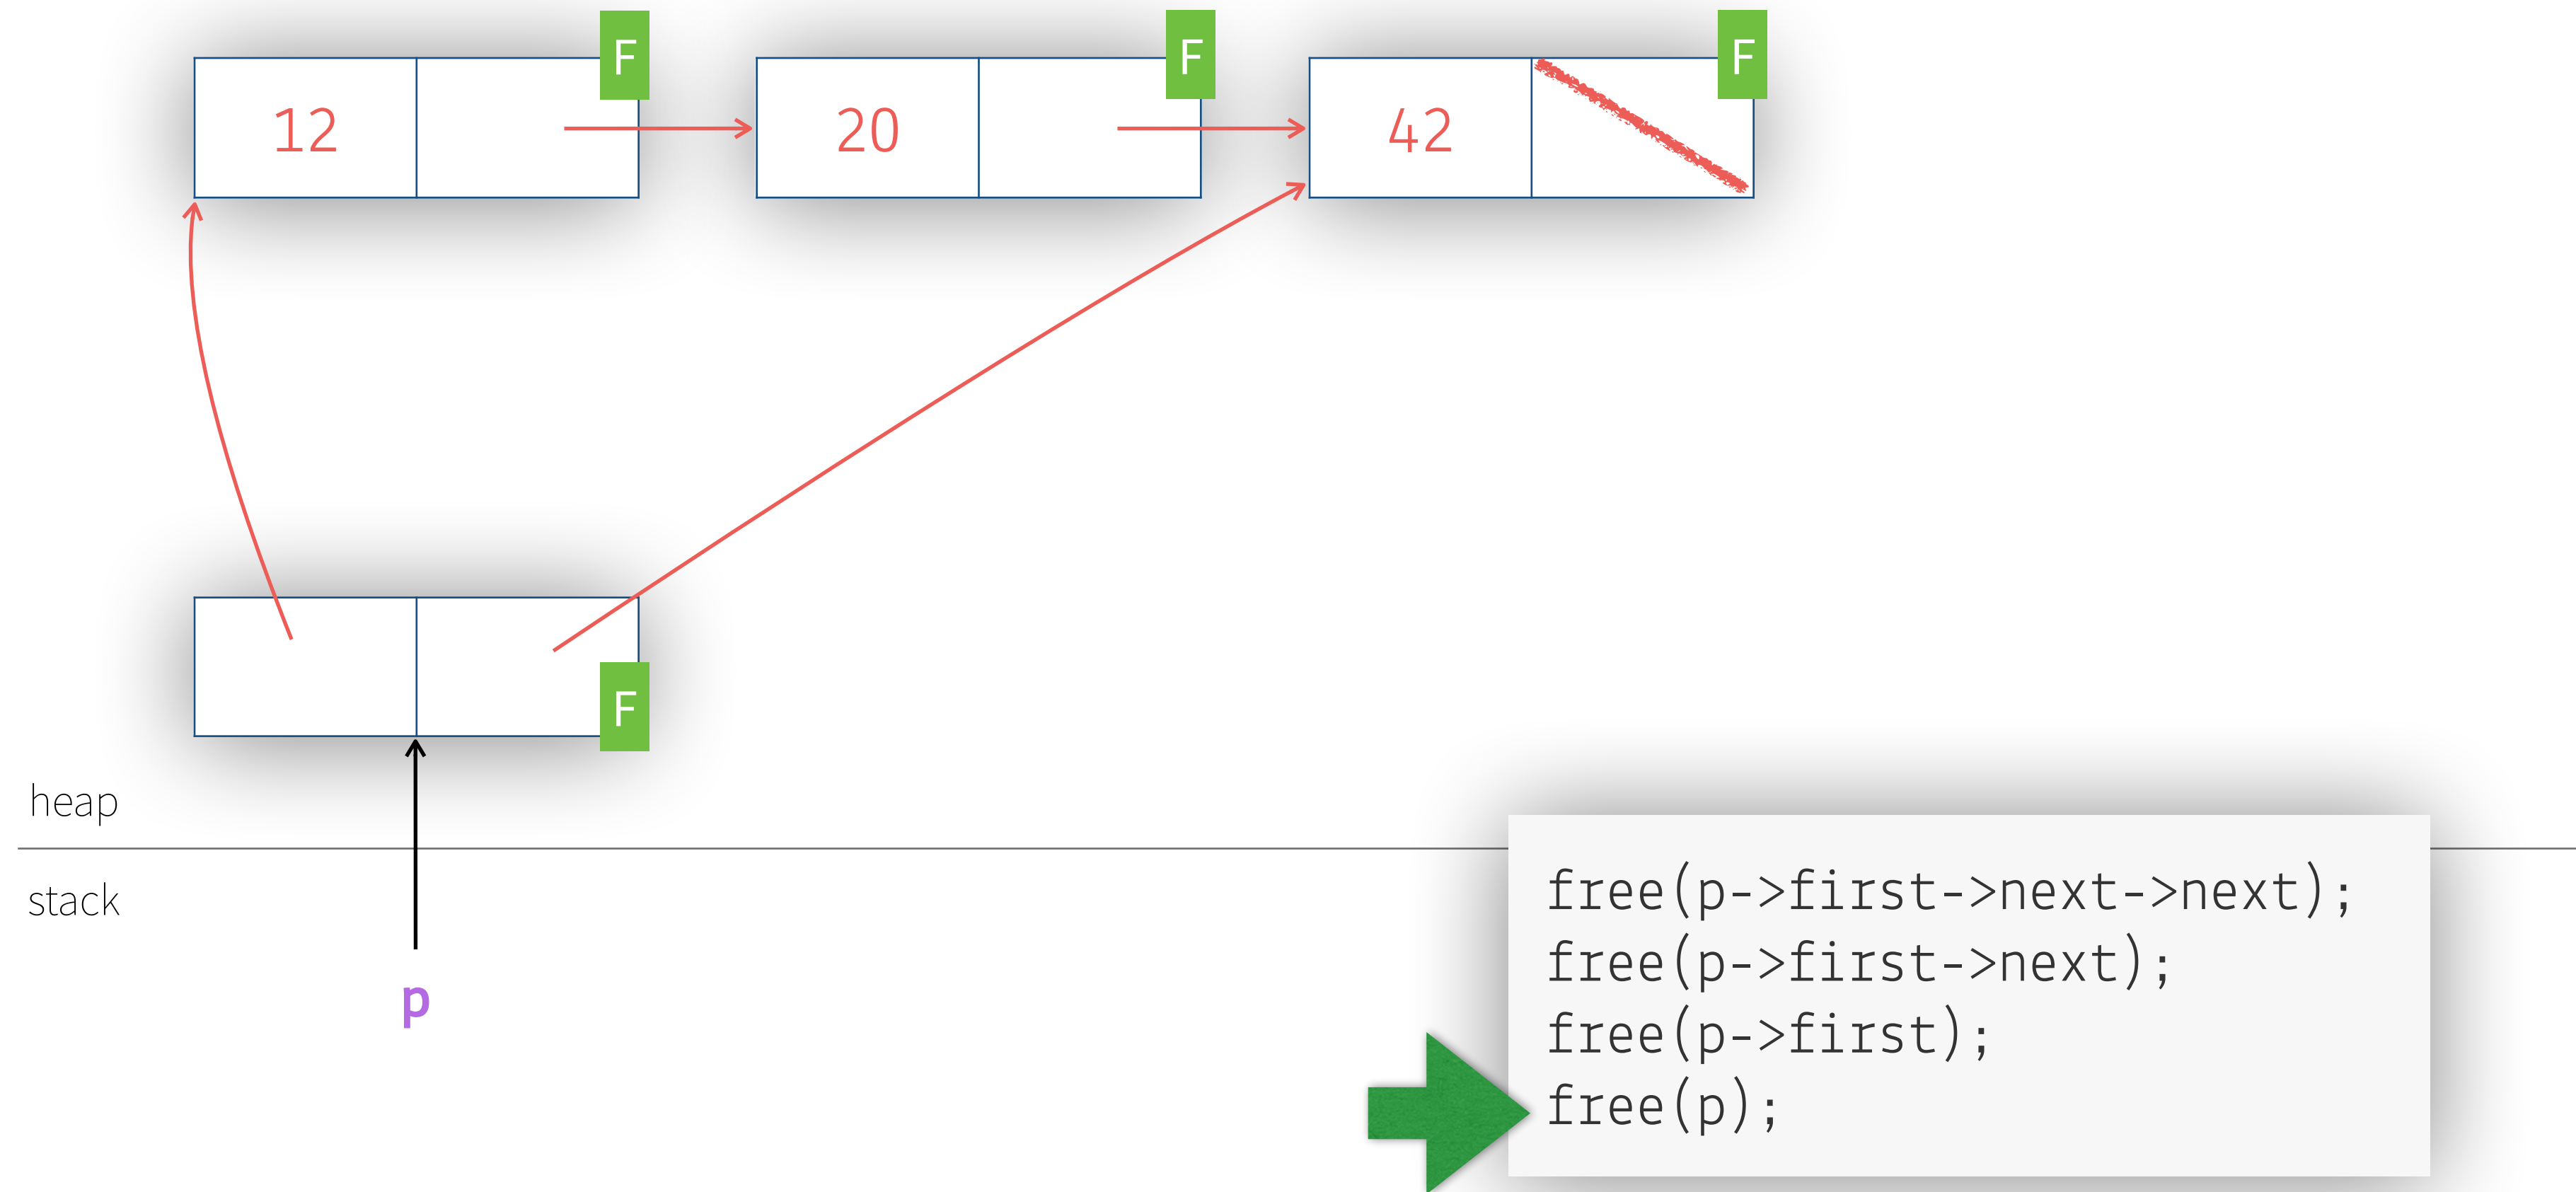 F F F
12 20 42
F
heap
stack
p
free(p->first->next->next);
free(p->first->next);
free(p->first);
free(p);